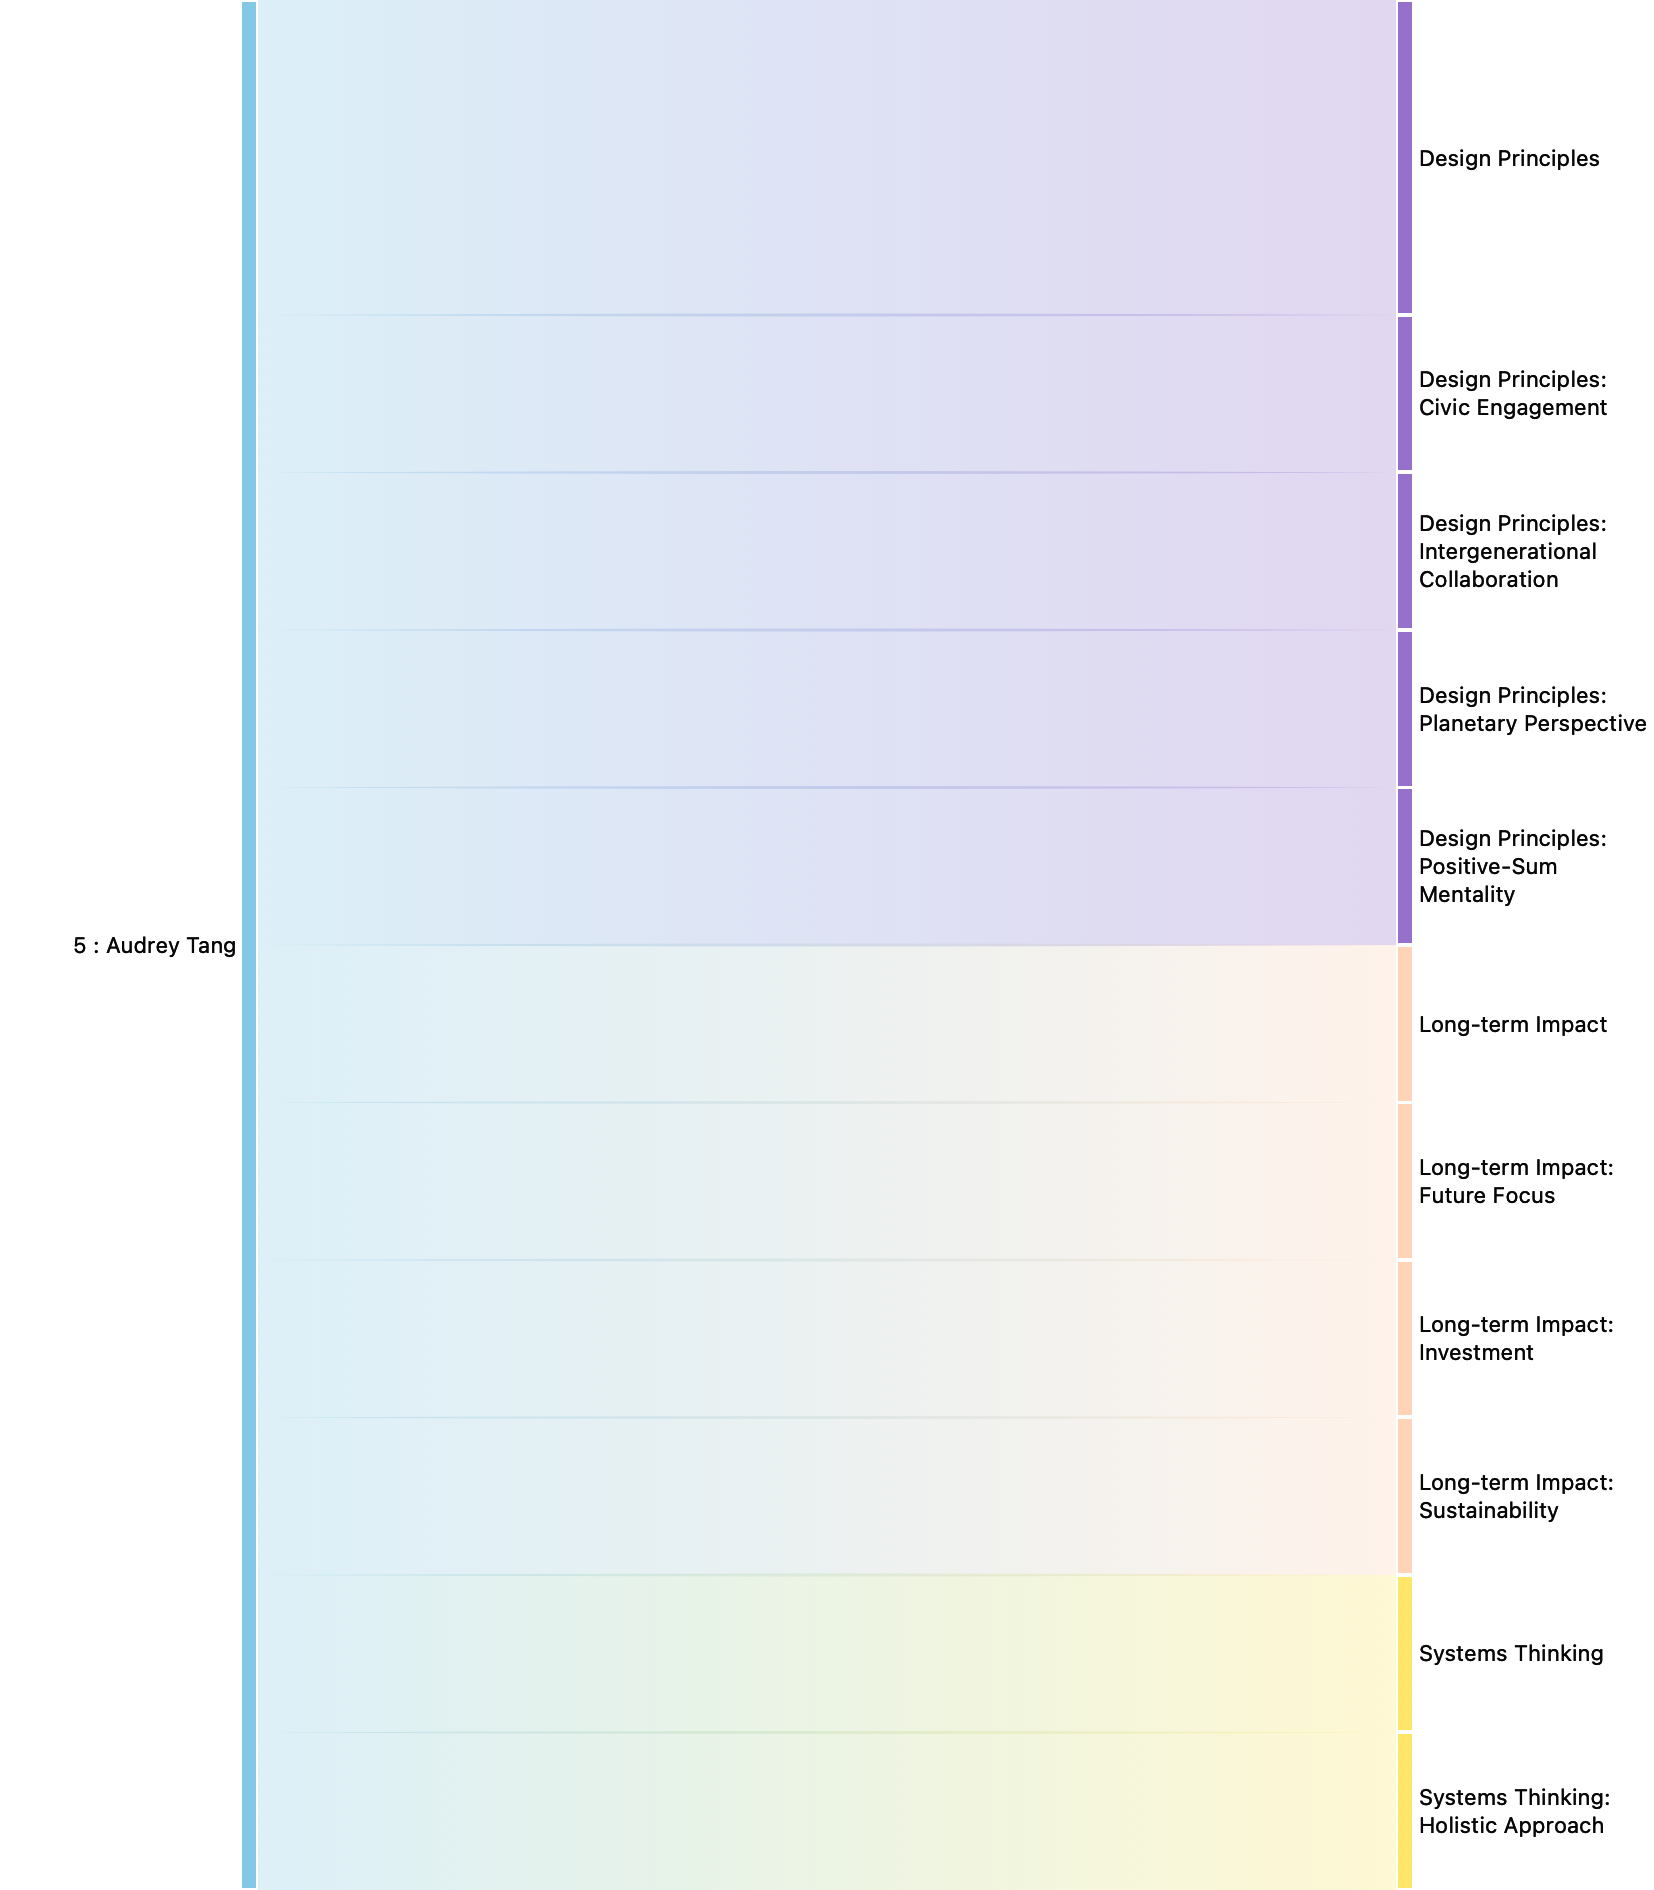 Design Principles
Design Principles:
Civic Engagement
Design Principles:
Intergenerational
Collaboration
Design Principles:
Planetary Perspective
Design Principles:
Positive-Sum
Mentality
5 : Audrey Tang
Long-term Impact
Long-term Impact:
Future Focus
Long-term Impact:
Investment
Long-term Impact:
Sustainability
Systems Thinking
Systems Thinking:
Holistic Approach